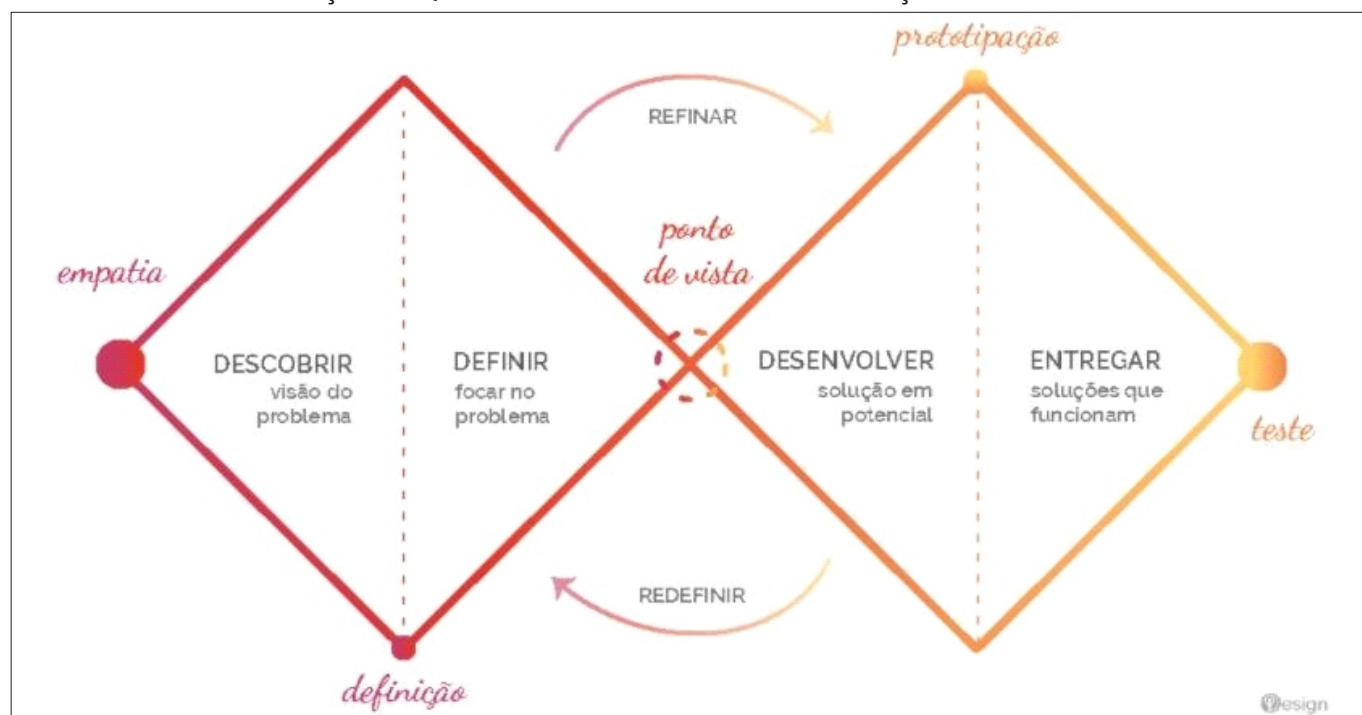 prototipação
REFINAR
ponto
de vista
empatia
DESCOBRIR
visão do
problema
DEFINIR
focar no
problema
DESENVOLVER
solução em
potencial
ENTREGAR
soluções que
funcionam
teste
REDEFINIR
definição